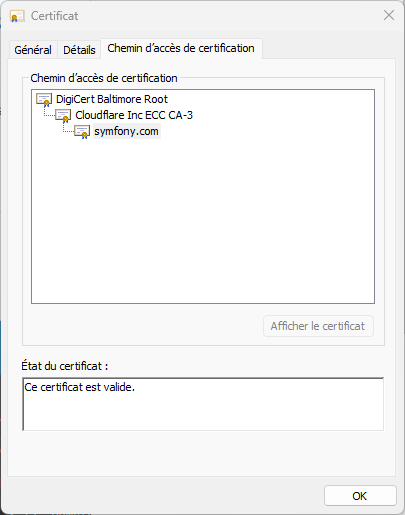 Certificat
Général
Détails
Chemin d'accès de certification
Chemin d'accès de certification
DigiCert Baltimore Root
Cloudflare Inc ECC CA-3
symfony.com
Afficher le certificat
État du certificat :
Ce certificat est valide.
OK